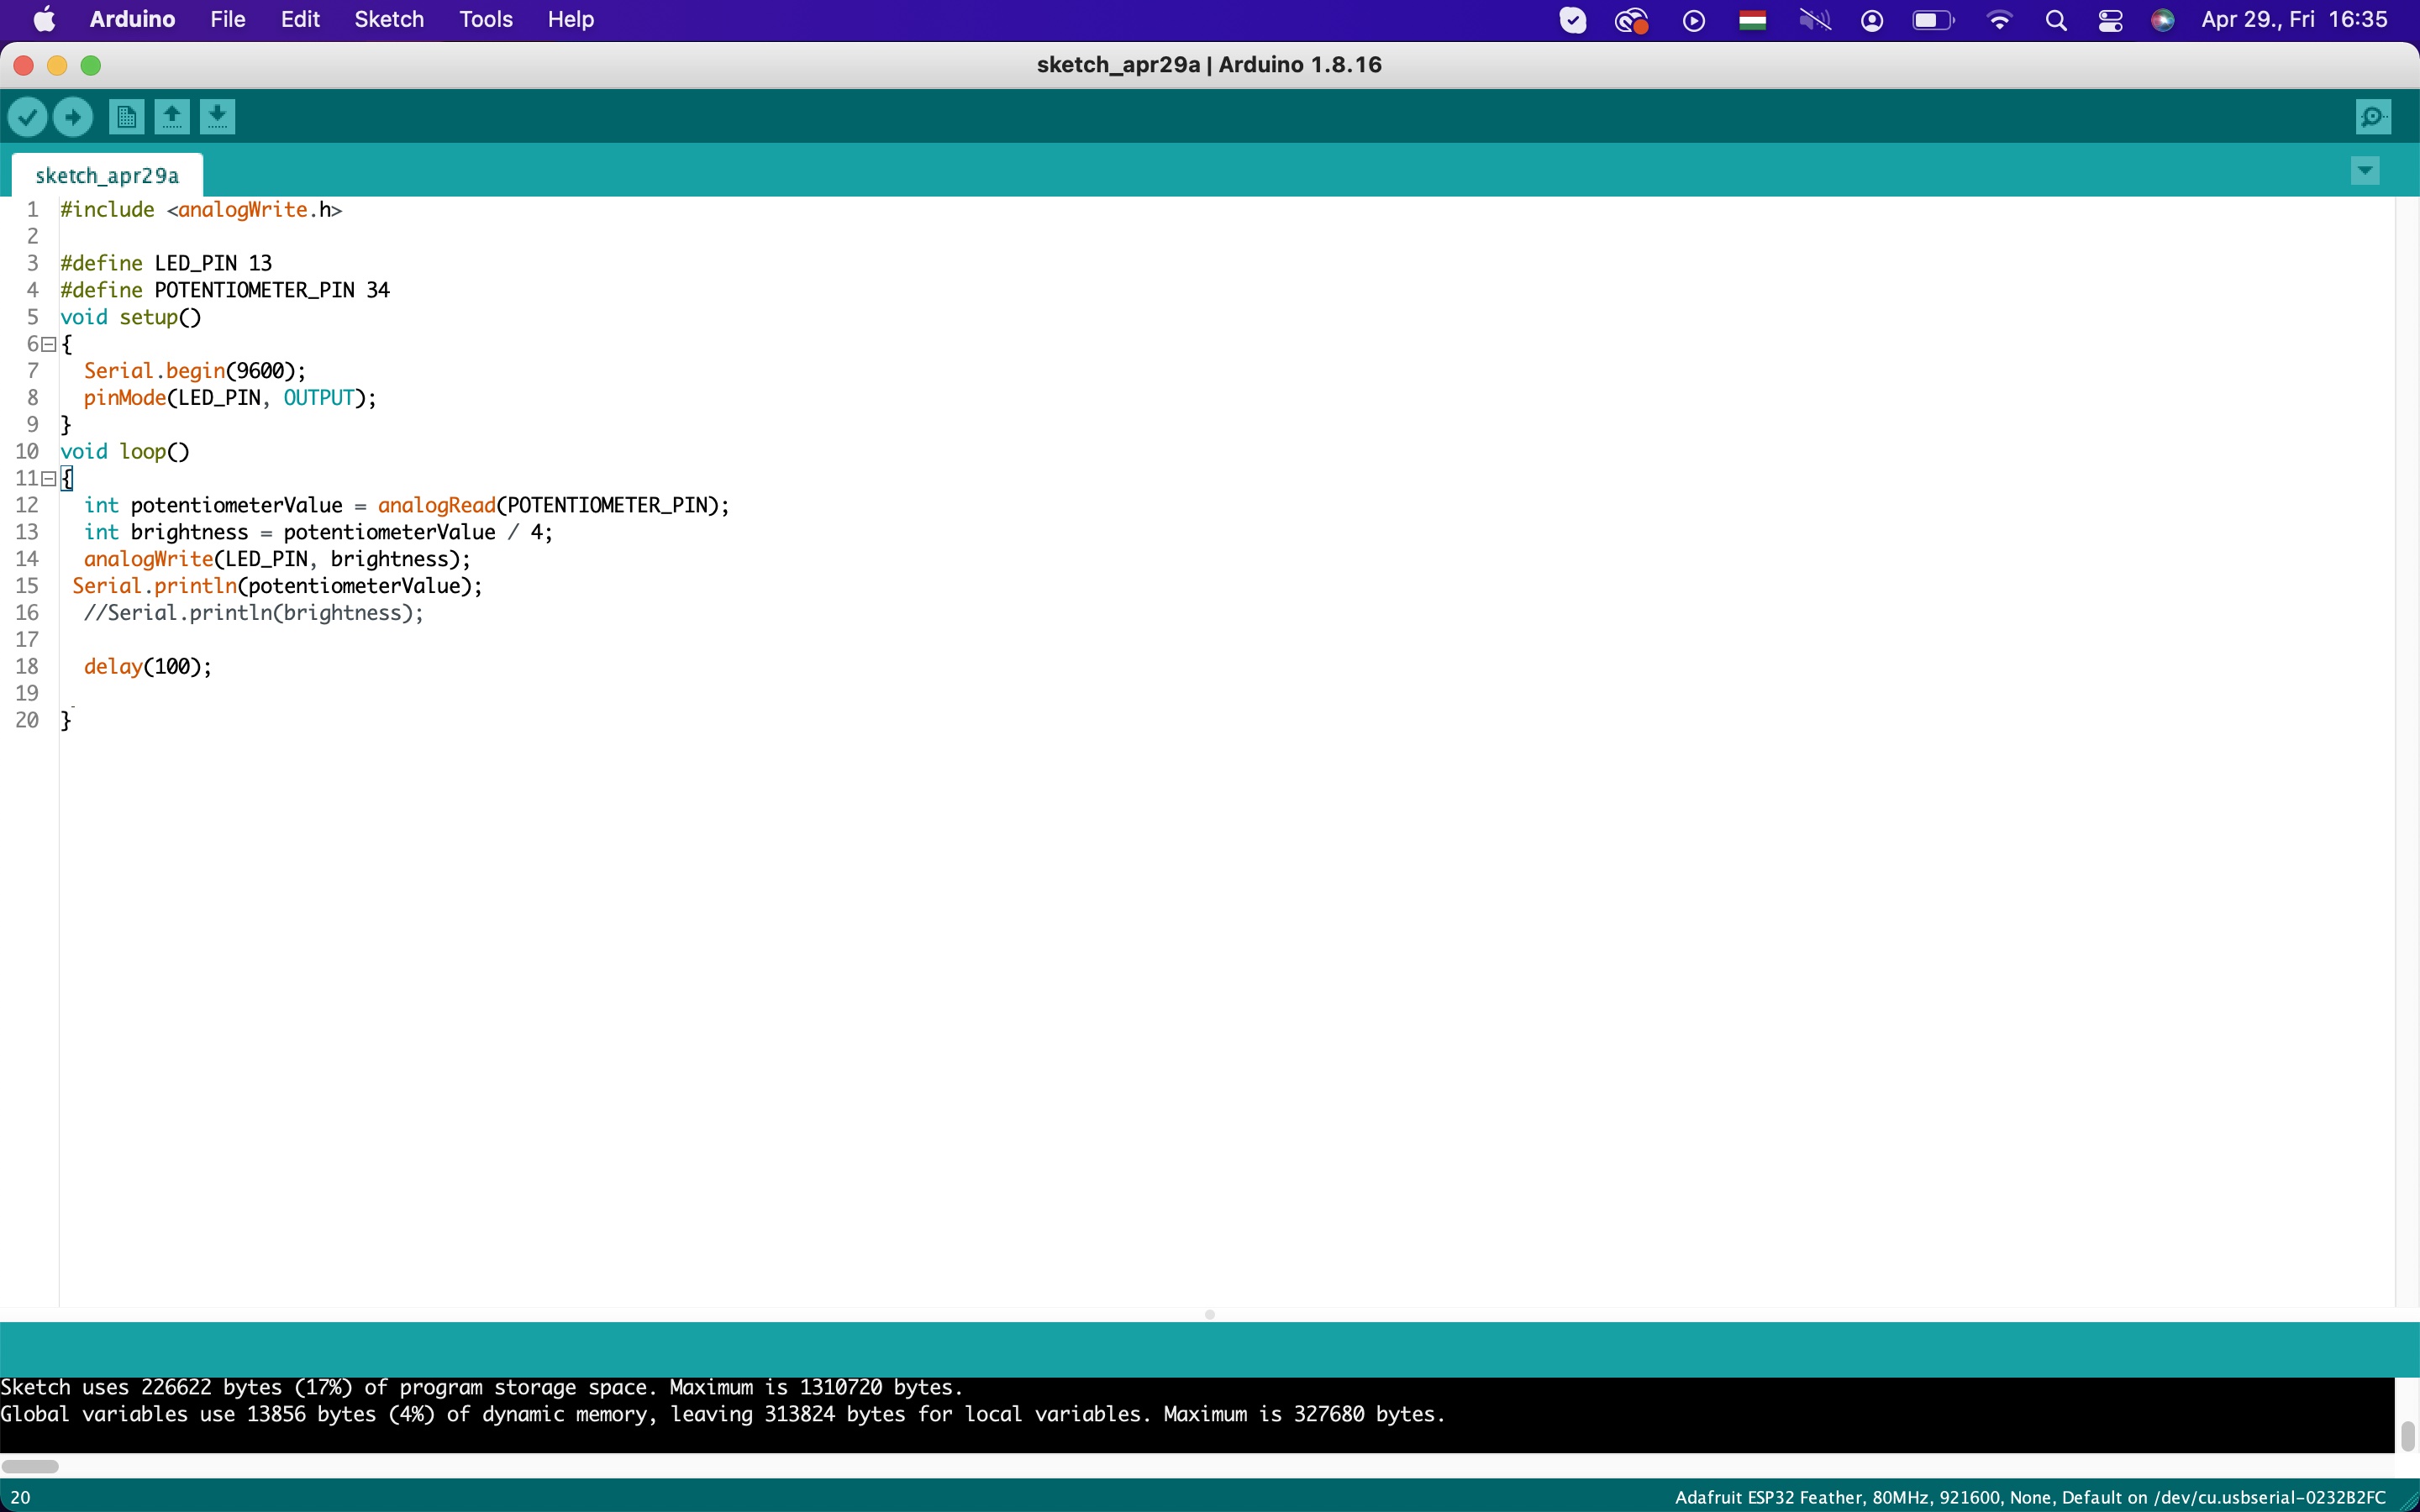 Arduino File Edit Sketch Tools Help Apr 29., Fri 16:35
sketch_apr29a | Arduino 1.8.16
sketch_apr29a
1 #include <analogWrite.h>
2
3 #define LED_PIN 13
4 #define POTENTIOMETER_PIN 34
5 void setup()
6 {
7 Serial.begin(9600);
8 pinMode(LED_PIN, OUTPUT);
9 }
10 void loop()
11 {
12 int potentiometerValue = analogRead(POTENTIOMETER_PIN);
13 int brightness = potentiometerValue / 4;
14 analogWrite(LED_PIN, brightness);
15 Serial.println(potentiometerValue);
16 //Serial.println(brightness);
17
18 delay(100);
19
20 }
Sketch uses 226622 bytes (17%) of program storage space. Maximum is 1310720 bytes.
Global variables use 13856 bytes (4%) of dynamic memory, leaving 313824 bytes for local variables. Maximum is 327680 bytes.
20 Adafruit ESP32 Feather, 80MHz, 921600, None, Default on /dev/cu.usbserial-0232B2FC